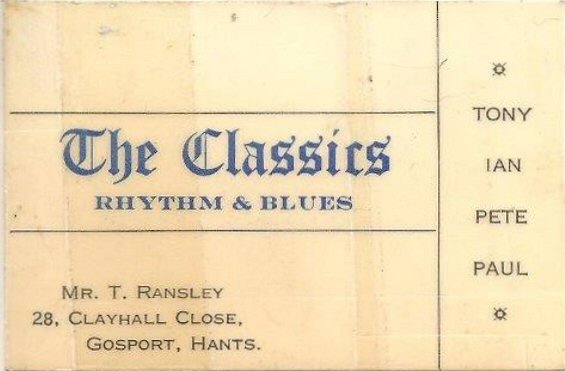 The Classics
RHYTHM & BLUES
MR. T. RANSLEY
28, CLAYHALL CLOSE,
GOSPORT, HANTS.
TONY
IAN
PETE
PAUL